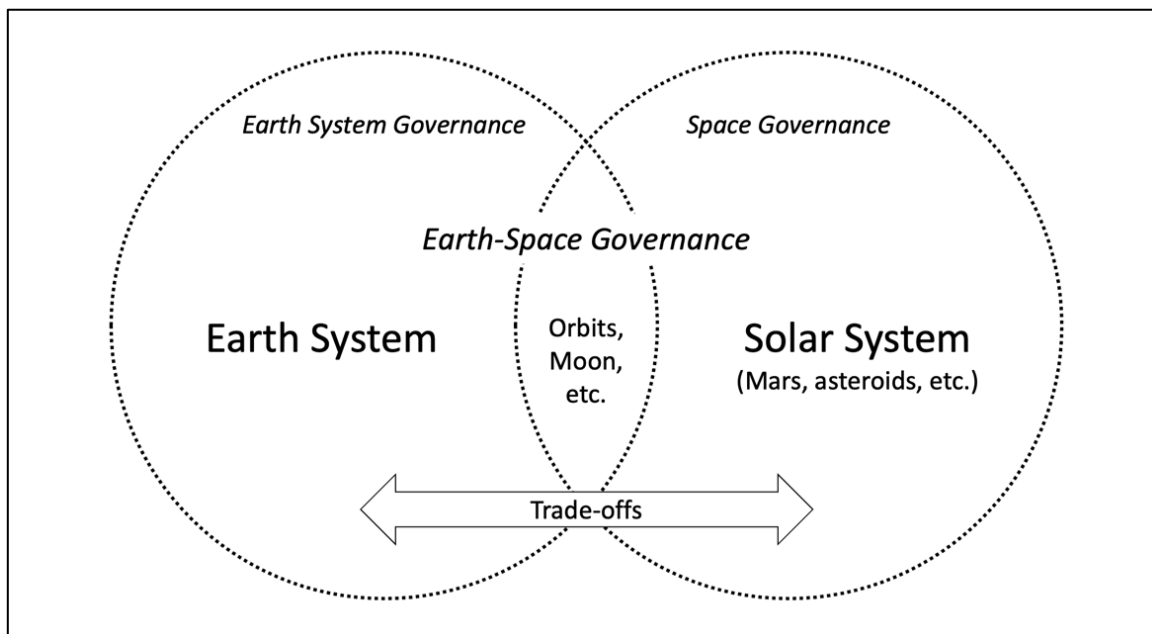 Earth System Governance
Space Governance
Earth-Space Governance
Earth System
Orbits,
Moon,
etc.
Solar System
(Mars, asteroids, etc.)
Trade-offs